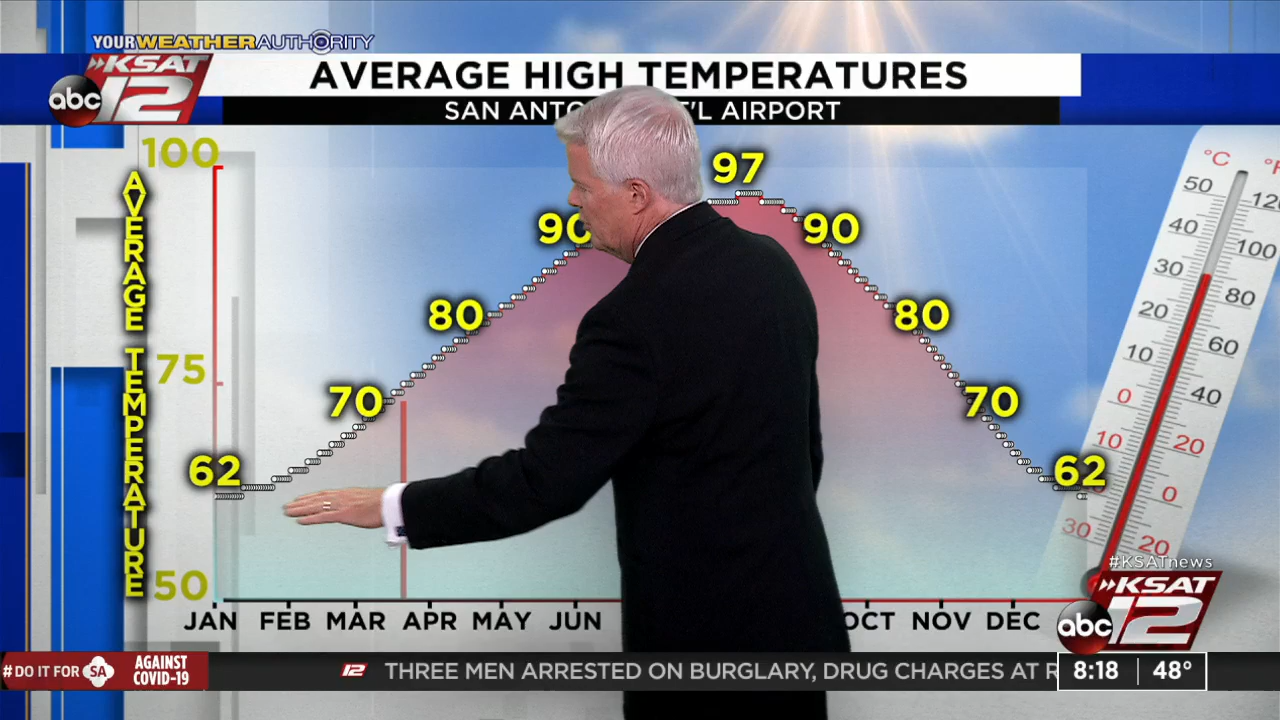 YOUR WEATHER AUTHORITY
KSAT
abc 12
AVERAGE HIGH TEMPERATURES
SAN ANTO T'L AIRPORT
AVERAGE TEMPERATURE
100
75
50
62
70
80
90
97
90
80
70
62
JAN FEB MAR APR MAY JUN OCT NOV DEC
°C °F
50 120
40 100
30 80
20 60
10 40
0 20
10 0
30 20
#KSATnews
KSAT
abc 12
#DO IT FOR SA AGAINST COVID-19
12 THREE MEN ARRESTED ON BURGLARY, DRUG CHARGES AT R
8:18 48°